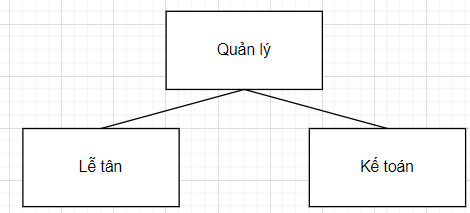 Quản lý
Lễ tân
Kế toán